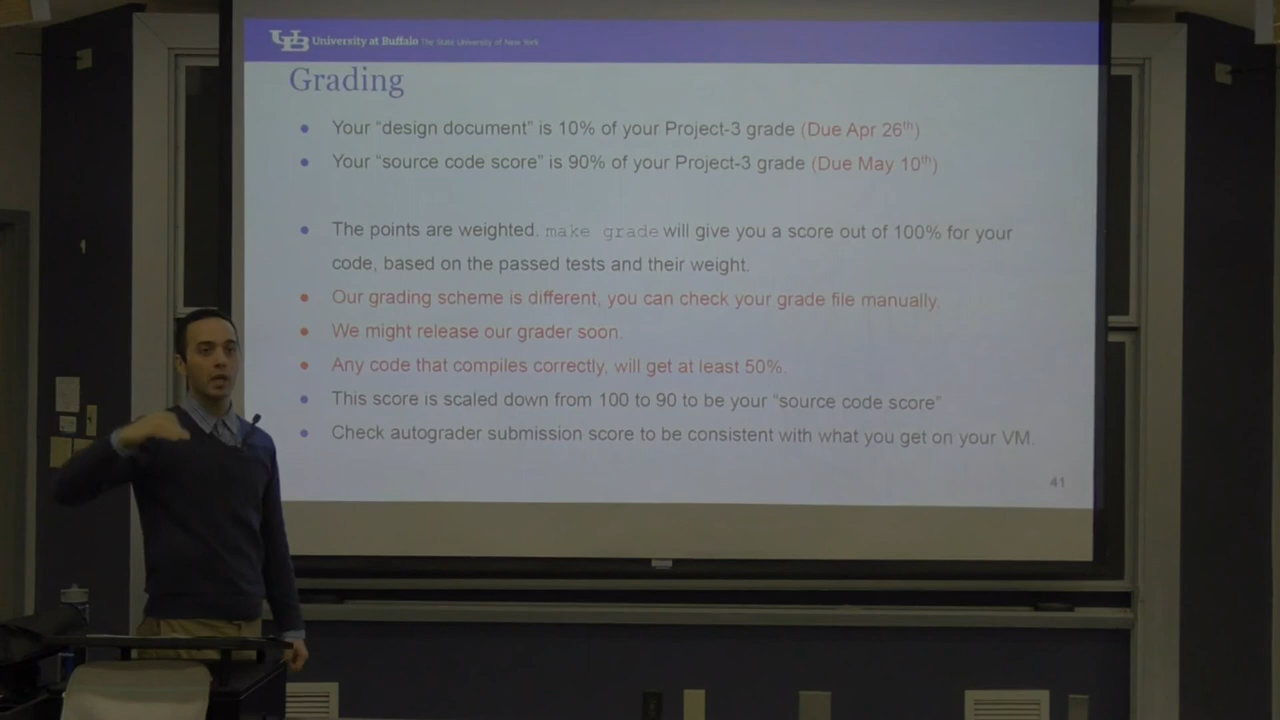 University at Buffalo The State University of New York
Grading
Your “design document” is 10% of your Project-3 grade (Due Apr 26th)
Your “source code score” is 90% of your Project-3 grade (Due May 10th)
The points are weighted. make grade will give you a score out of 100% for your
code, based on the passed tests and their weight.
Our grading scheme is different, you can check your grade file manually.
We might release our grader soon.
Any code that compiles correctly, will get at least 50%.
This score is scaled down from 100 to 90 to be your “source code score”
Check autograder submission score to be consistent with what you get on your VM.
41